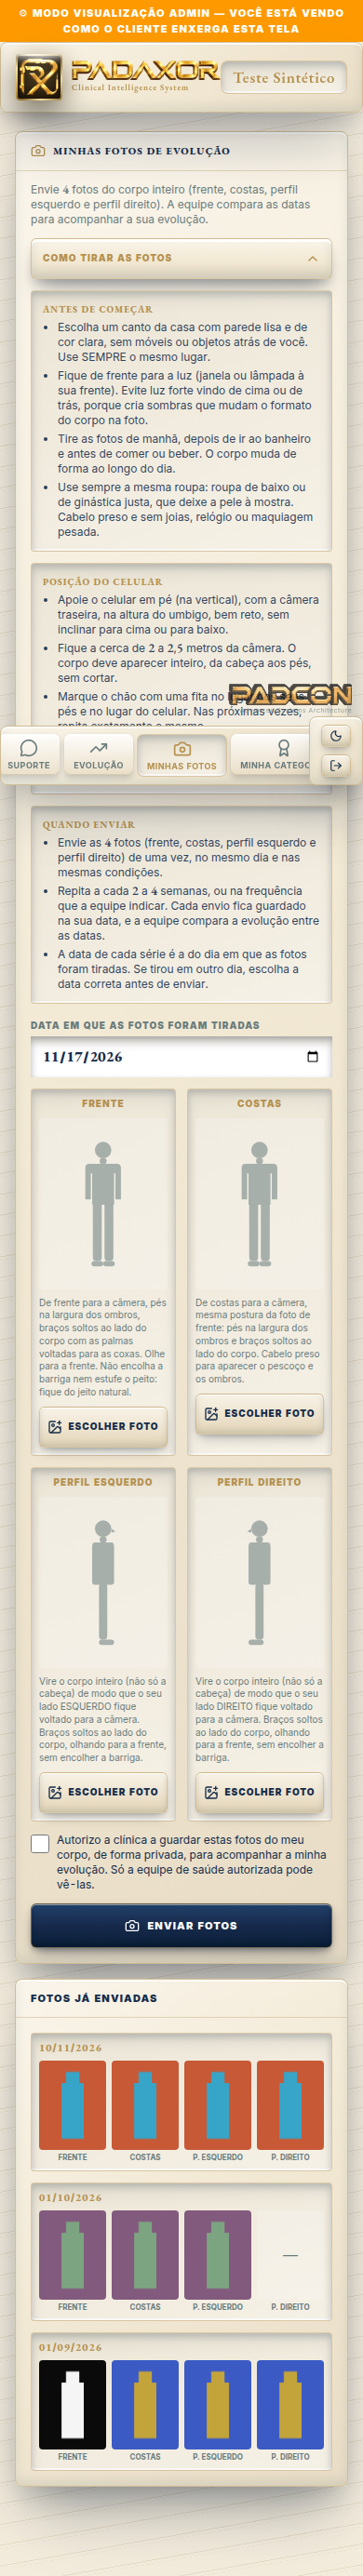 ⚙ MODO VISUALIZAÇÃO ADMIN — VOCÊ ESTÁ VENDO
COMO O CLIENTE ENXERGA ESTA TELA
PADAXOR
Clinical Intelligence System
Teste Sintético
MINHAS FOTOS DE EVOLUÇÃO
Envie 4 fotos do corpo inteiro (frente, costas, perfil
esquerdo e perfil direito). A equipe compara as datas
para acompanhar a sua evolução.
COMO TIRAR AS FOTOS
ANTES DE COMEÇAR
• Escolha um canto da casa com parede lisa e de
cor clara, sem móveis ou objetos atrás de você.
Use SEMPRE o mesmo lugar.
• Fique de frente para a luz (janela ou lâmpada à
sua frente). Evite luz forte vindo de cima ou de
trás, porque cria sombras que mudam o formato
do corpo na foto.
• Tire as fotos de manhã, depois de ir ao banheiro
e antes de comer ou beber. O corpo muda de
forma ao longo do dia.
• Use sempre a mesma roupa: roupa de baixo ou
de ginástica justa, que deixe a pele à mostra.
Cabelo preso e sem joias, relógio ou maquiagem
pesada.
POSIÇÃO DO CELULAR
• Apoie o celular em pé (na vertical), com a câmera
traseira, na altura do umbigo, bem reto, sem
inclinar para cima ou para baixo.
• Fique a cerca de 2 a 2,5 metros da câmera. O
corpo deve aparecer inteiro, da cabeça aos pés,
sem cortar.
• Marque o chão com uma fita no
PADCON
Architecture
pés e no lugar do celular. Nas próximas vezes,
SUPORTE
EVOLUÇÃO
MINHAS FOTOS
MINHA CATEGO
QUANDO ENVIAR
• Envie as 4 fotos (frente, costas, perfil esquerdo e
perfil direito) de uma vez, no mesmo dia e nas
mesmas condições.
• Repita a cada 2 a 4 semanas, ou na frequência
que a equipe indicar. Cada envio fica guardado
na sua data, e a equipe compara a evolução entre
as datas.
• A data de cada série é a do dia em que as fotos
foram tiradas. Se tirou em outro dia, escolha a
data correta antes de enviar.
DATA EM QUE AS FOTOS FORAM TIRADAS
11/17/2026
FRENTE
De frente para a câmera, pés
na largura dos ombros,
braços soltos ao lado do
corpo com as palmas
voltadas para as coxas. Olhe
para a frente. Não encolha a
barriga nem estufe o peito:
fique do jeito natural.
ESCOLHER FOTO
COSTAS
De costas para a câmera,
mesma postura da foto de
frente: pés na largura dos
ombros e braços soltos ao
lado do corpo. Cabelo preso
para aparecer o pescoço e
os ombros.
ESCOLHER FOTO
PERFIL ESQUERDO
Vire o corpo inteiro (não só a
cabeça) de modo que o seu
lado ESQUERDO fique
voltado para a câmera.
Braços soltos ao lado do
corpo, olhando para a frente,
sem encolher a barriga.
ESCOLHER FOTO
PERFIL DIREITO
Vire o corpo inteiro (não só a
cabeça) de modo que o seu
lado DIREITO fique voltado
para a câmera. Braços soltos
ao lado do corpo, olhando
para a frente, sem encolher a
barriga.
ESCOLHER FOTO
Autorizo a clínica a guardar estas fotos do meu
corpo, de forma privada, para acompanhar a minha
evolução. Só a equipe de saúde autorizada pode
vê-las.
ENVIAR FOTOS
FOTOS JÁ ENVIADAS
10/11/2026
FRENTE COSTAS P. ESQUERDO P. DIREITO
01/10/2026
—
FRENTE COSTAS P. ESQUERDO P. DIREITO
01/09/2026
FRENTE COSTAS P. ESQUERDO P. DIREITO